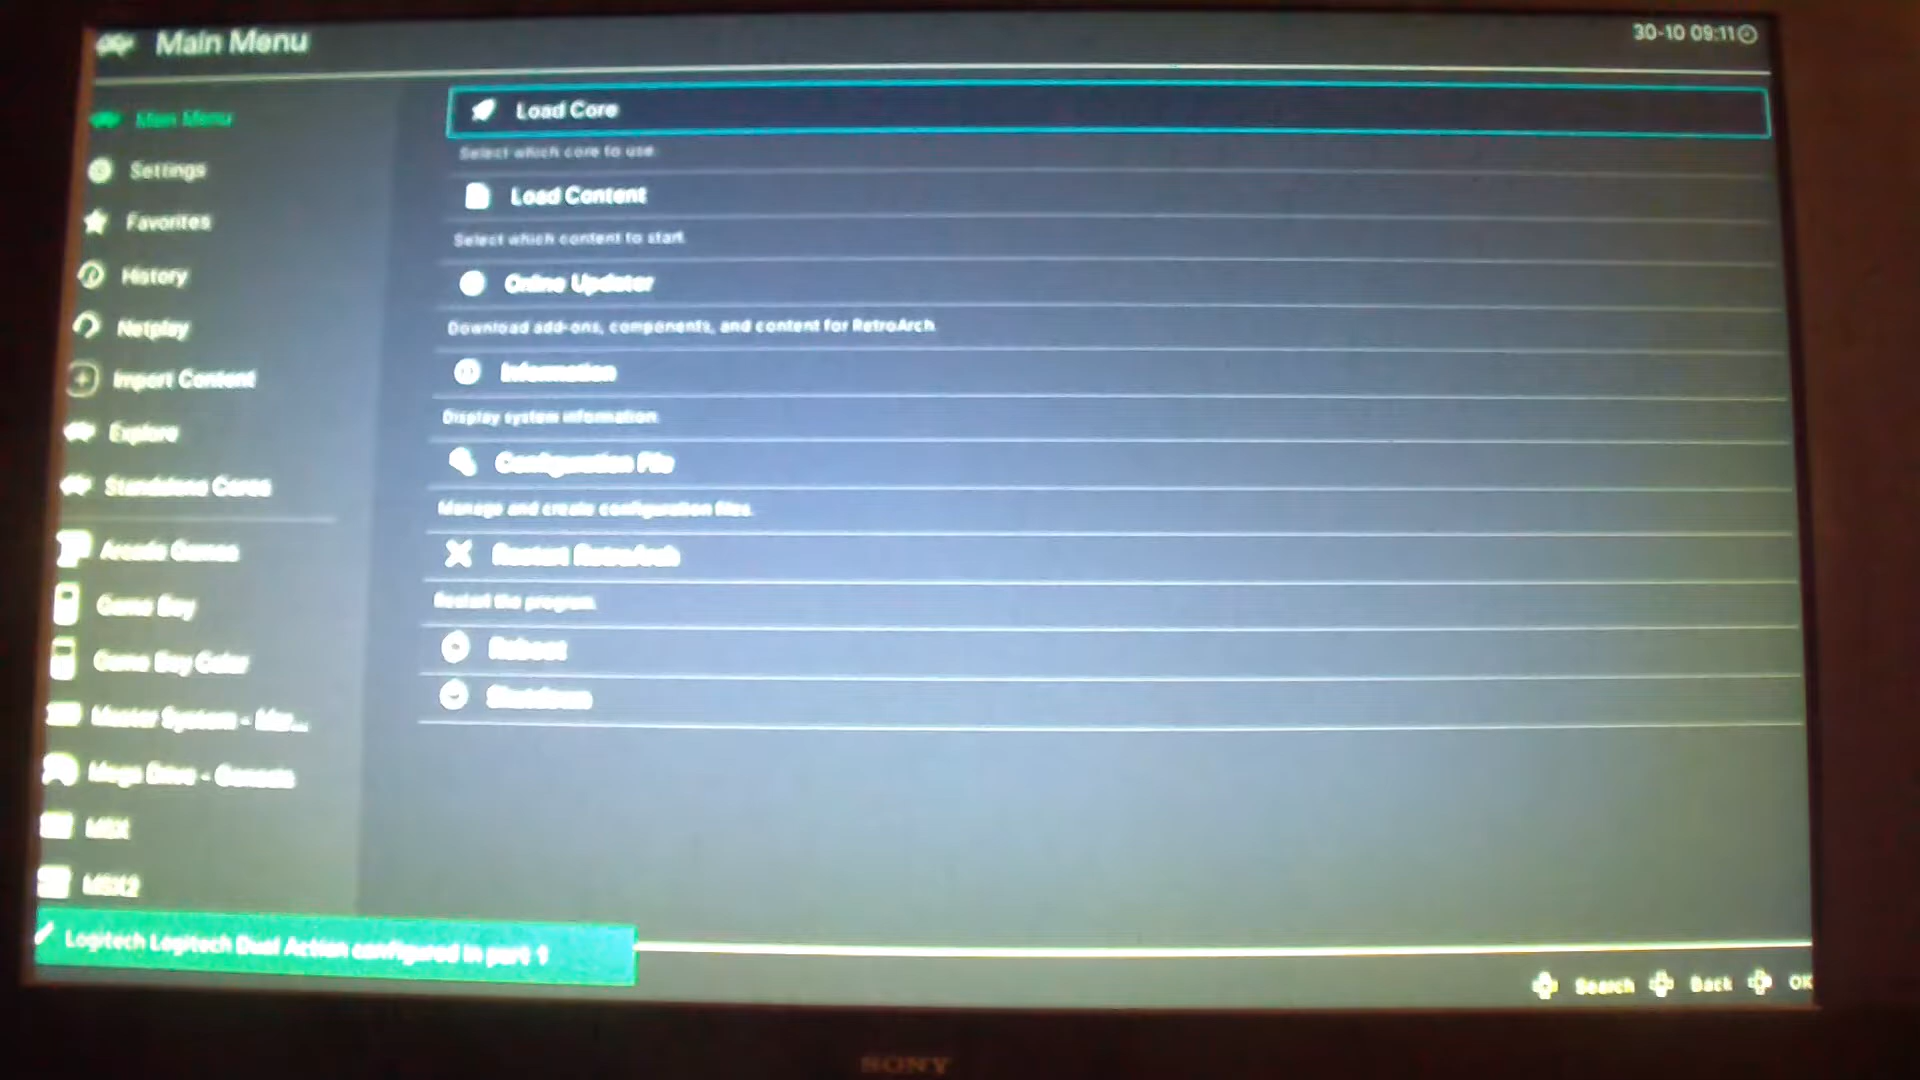 Main Menu
30-10 09:11
Main Menu
Settings
Favorites
History
Netplay
Import Content
Explore
Standalone Cores
Arcade Games
Game Boy
Game Boy Color
Master System - Mar...
Mega Drive - Genesis
MSX
MSX2
Load Core
Select which core to use.
Load Content
Select which content to start.
Online Updater
Download add-ons, components, and content for RetroArch.
Information
Display system information.
Configuration File
Manage and create configuration files.
Restart RetroArch
Restart the program.
Reboot
Shutdown
Logitech Logitech Dual Action configured in port 1
Search Back OK
SONY